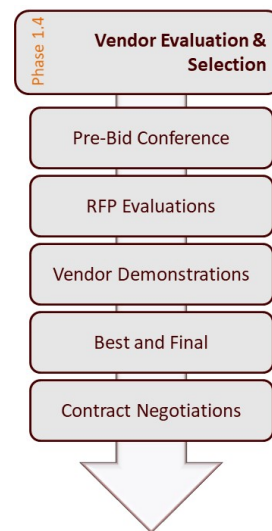 Phase 1.4
Vendor Evaluation &
Selection
Pre-Bid Conference
RFP Evaluations
Vendor Demonstrations
Best and Final
Contract Negotiations